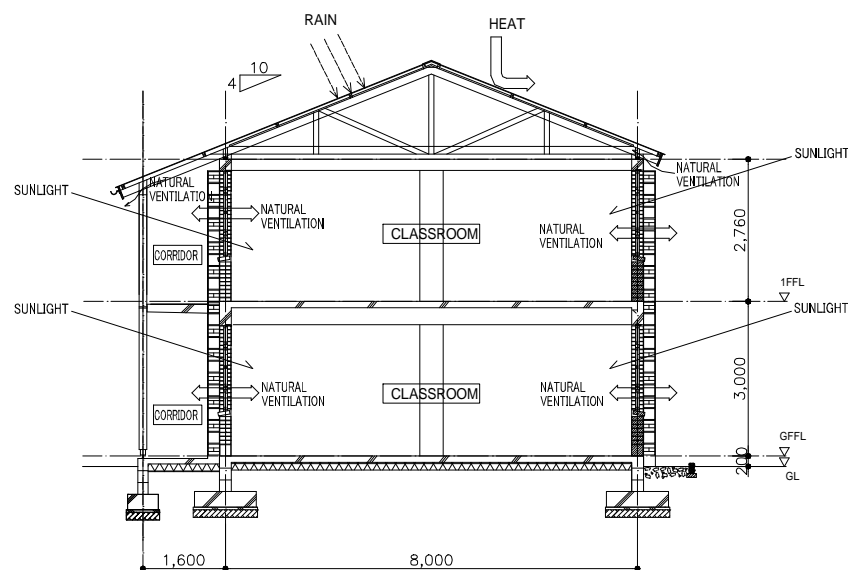 RAIN
HEAT
10
4
SUNLIGHT
NATURAL
VENTILATION
NATURAL
VENTILATION
SUNLIGHT
NATURAL
VENTILATION
NATURAL
VENTILATION
CLASSROOM
CORRIDOR
2,760
1FFL
SUNLIGHT
SUNLIGHT
NATURAL
VENTILATION
CLASSROOM
NATURAL
VENTILATION
CORRIDOR
3,000
GFFL
200
GL
1,600
8,000